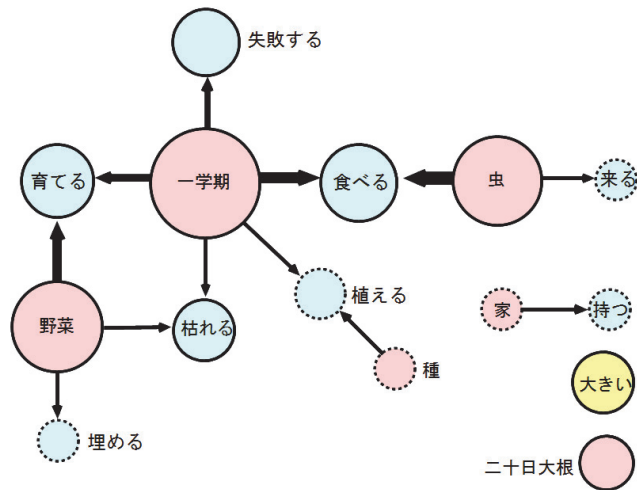 失敗する
育てる
一学期
食べる
虫
来る
植える
家
持つ
野菜
枯れる
種
大きい
埋める
二十日大根